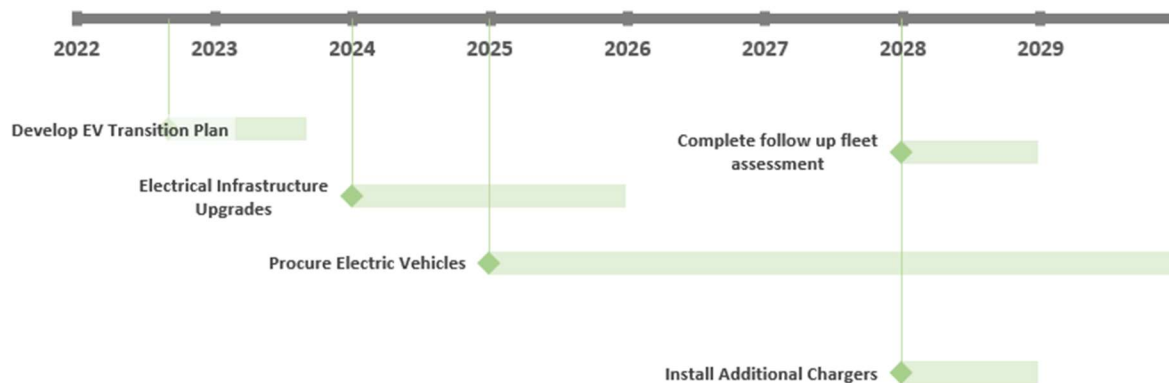 2022 2023 2024 2025 2026 2027 2028 2029
Develop EV Transition Plan
Complete follow up fleet
assessment
Electrical Infrastructure
Upgrades
Procure Electric Vehicles
Install Additional Chargers